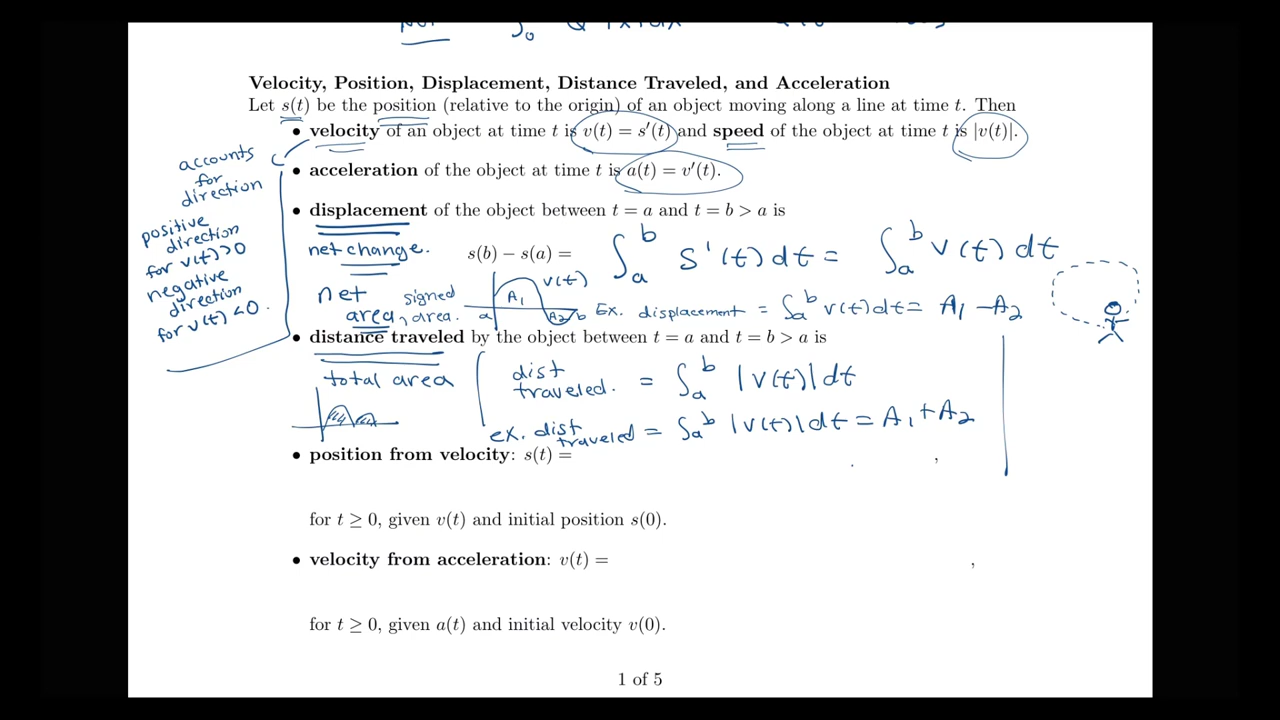 Velocity, Position, Displacement, Distance Traveled, and Acceleration
Let s(t) be the position (relative to the origin) of an object moving along a line at time t. Then
• velocity of an object at time t is v(t) = s′(t) and speed of the object at time t is |v(t)|.
accounts
for
direction
positive
direction
for v(t)>0
negative
direction
for v(t)<0.
• acceleration of the object at time t is a(t) = v′(t).
• displacement of the object between t = a and t = b > a is
net change.
s(b) − s(a) = ∫ₐᵇ s'(t)dt = ∫ₐᵇ v(t) dt
net signed
area, area.
A₁ v(t)
a A₂ b
Ex. displacement = ∫ₐᵇ v(t)dt = A₁ − A₂
• distance traveled by the object between t = a and t = b > a is
total area
dist
traveled. = ∫ₐᵇ |v(t)|dt
ex. dist
traveled = ∫ₐᵇ |v(t)|dt = A₁ + A₂
• position from velocity: s(t) = ,
for t ≥ 0, given v(t) and initial position s(0).
• velocity from acceleration: v(t) = ,
for t ≥ 0, given a(t) and initial velocity v(0).
1 of 5